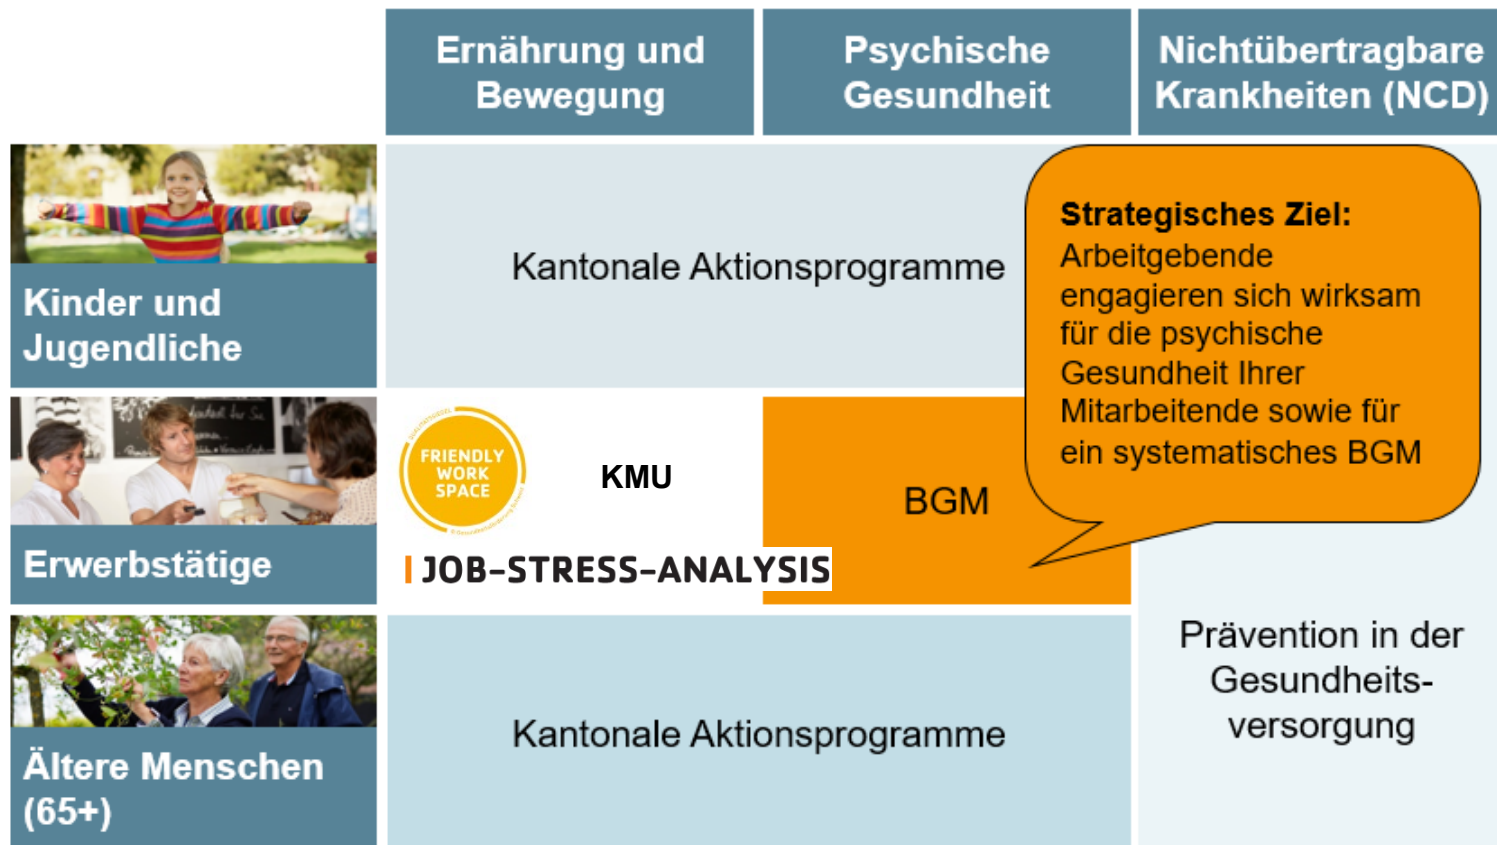 Ernährung und
Bewegung
Psychische
Gesundheit
Nichtübertragbare
Krankheiten (NCD)
Kinder und
Jugendliche
Kantonale Aktionsprogramme
Strategisches Ziel:
Arbeitgebende
engagieren sich wirksam
für die psychische
Gesundheit Ihrer
Mitarbeitende sowie für
ein systematisches BGM
Erwerbstätige
FRIENDLY
WORK
SPACE
KMU
JOB-STRESS-ANALYSIS
BGM
Ältere Menschen
(65+)
Kantonale Aktionsprogramme
Prävention in der
Gesundheits-
versorgung